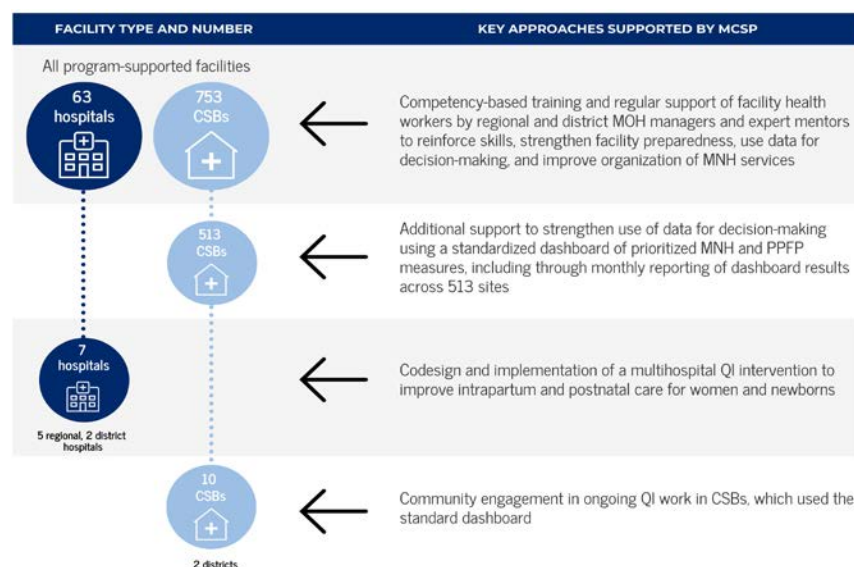 FACILITY TYPE AND NUMBER
KEY APPROACHES SUPPORTED BY MCSP
All program-supported facilities
63
hospitals
753
CSBs
Competency-based training and regular support of facility health
workers by regional and district MOH managers and expert mentors
to reinforce skills, strengthen facility preparedness, use data for
decision-making, and improve organization of MNH services
513
CSBs
Additional support to strengthen use of data for decision-making
using a standardized dashboard of prioritized MNH and PPFP
measures, including through monthly reporting of dashboard results
across 513 sites
7
hospitals
5 regional, 2 district
hospitals
Codesign and implementation of a multihospital QI intervention to
improve intrapartum and postnatal care for women and newborns
10
CSBs
2 districts
Community engagement in ongoing QI work in CSBs, which used the
standard dashboard